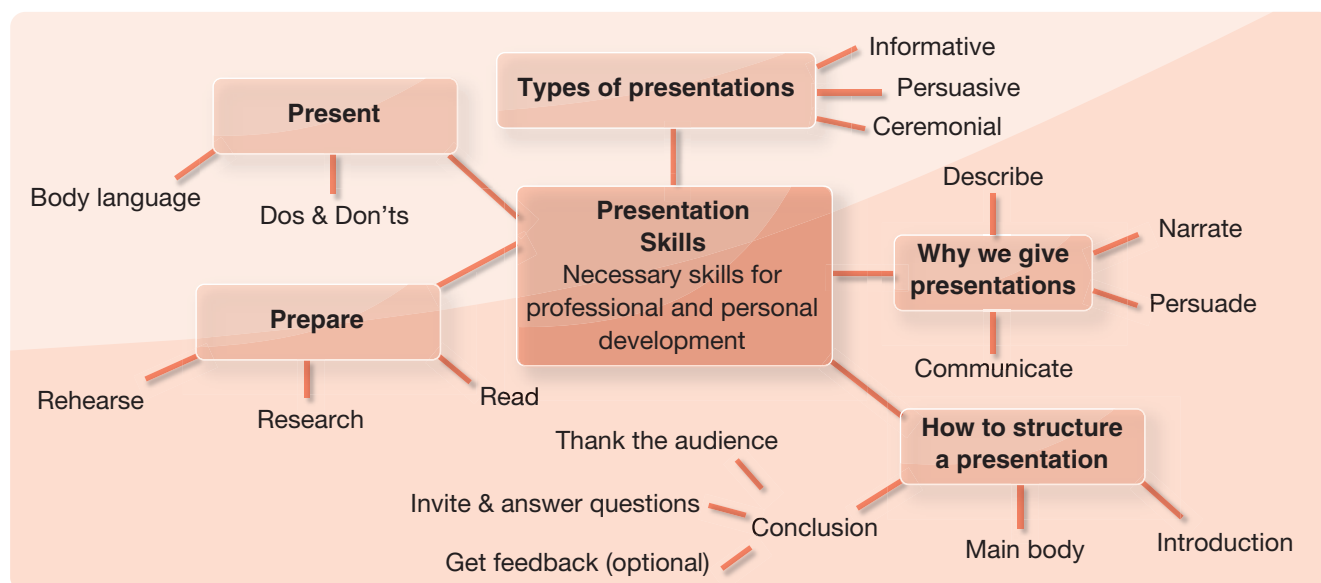 Informative
Types of presentations
Persuasive
Ceremonial
Present
Body language
Dos & Don’ts
Presentation
Skills
Necessary skills for
professional and personal
development
Describe
Narrate
Why we give
presentations
Persuade
Communicate
Prepare
Rehearse
Research
Read
How to structure
a presentation
Thank the audience
Invite & answer questions
Conclusion
Get feedback (optional)
Main body
Introduction